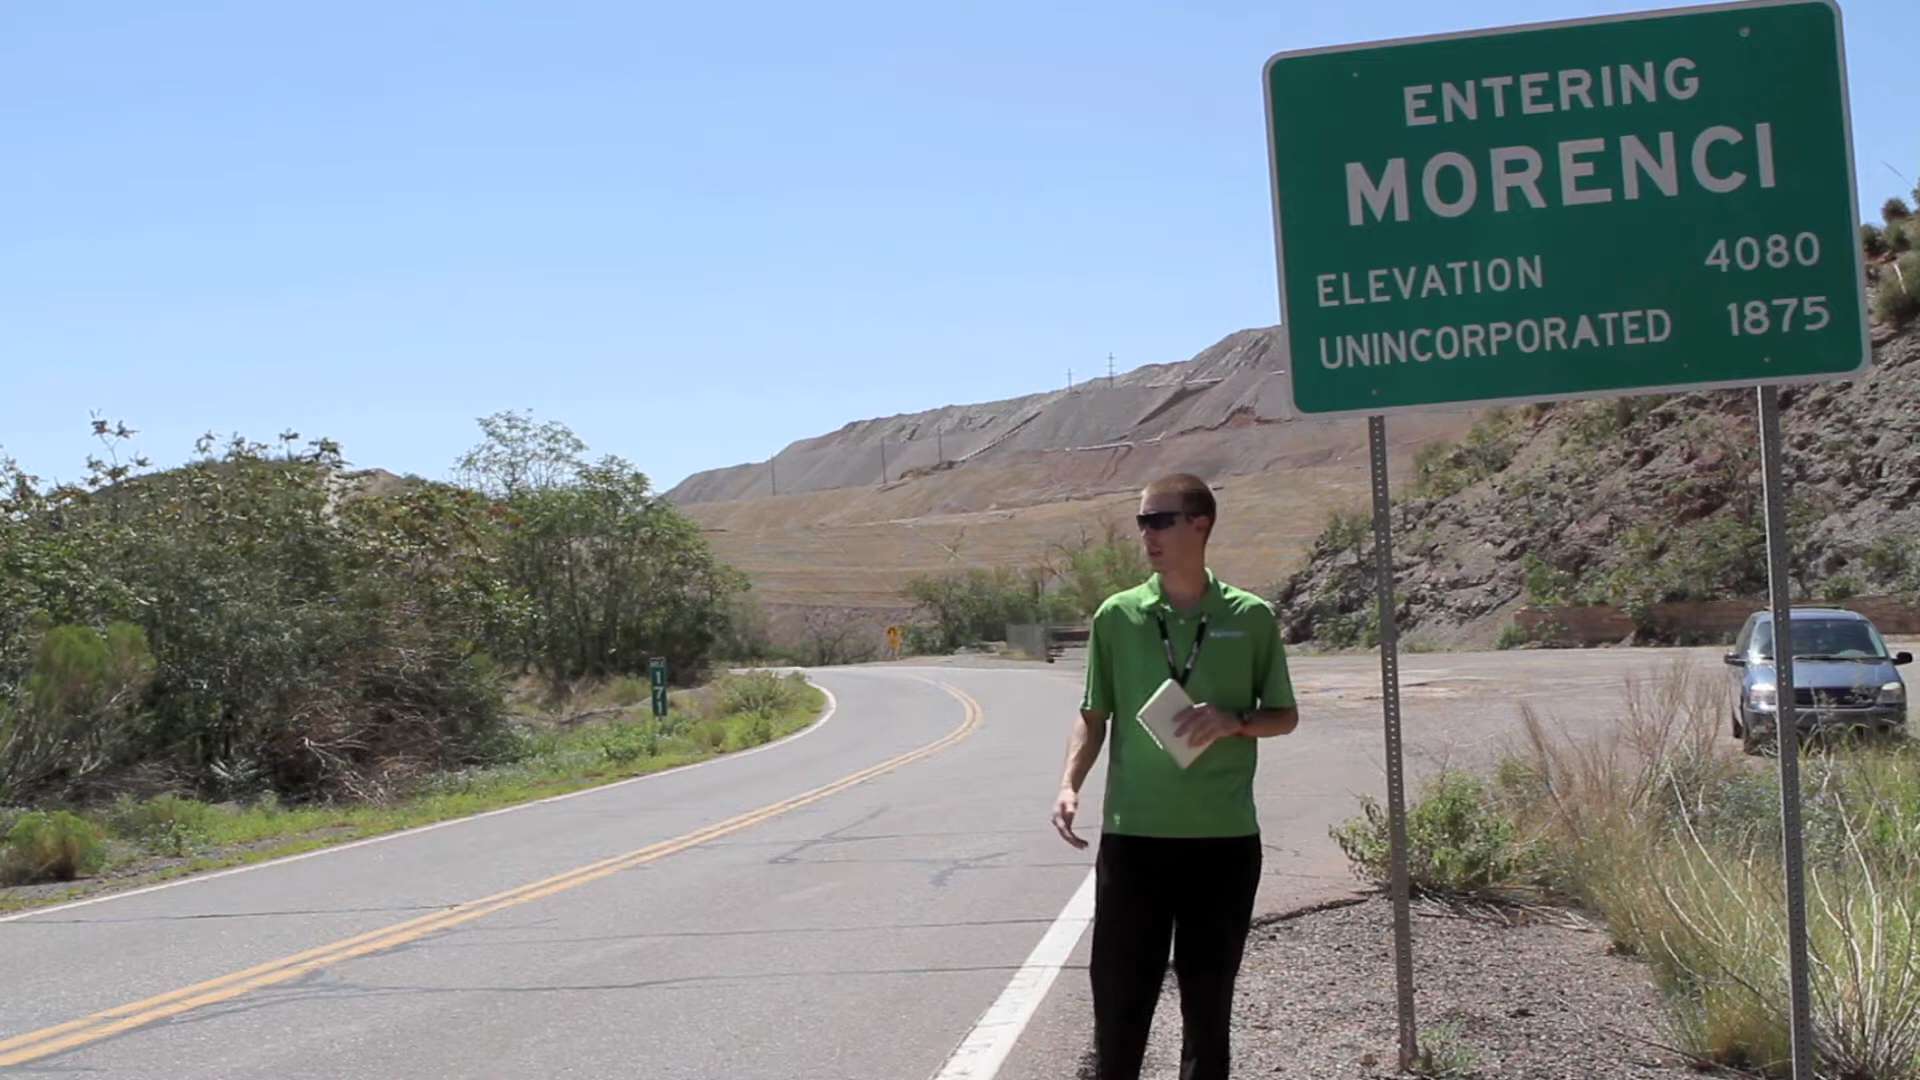 ENTERING
MORENCI
ELEVATION 4080
UNINCORPORATED 1875
171